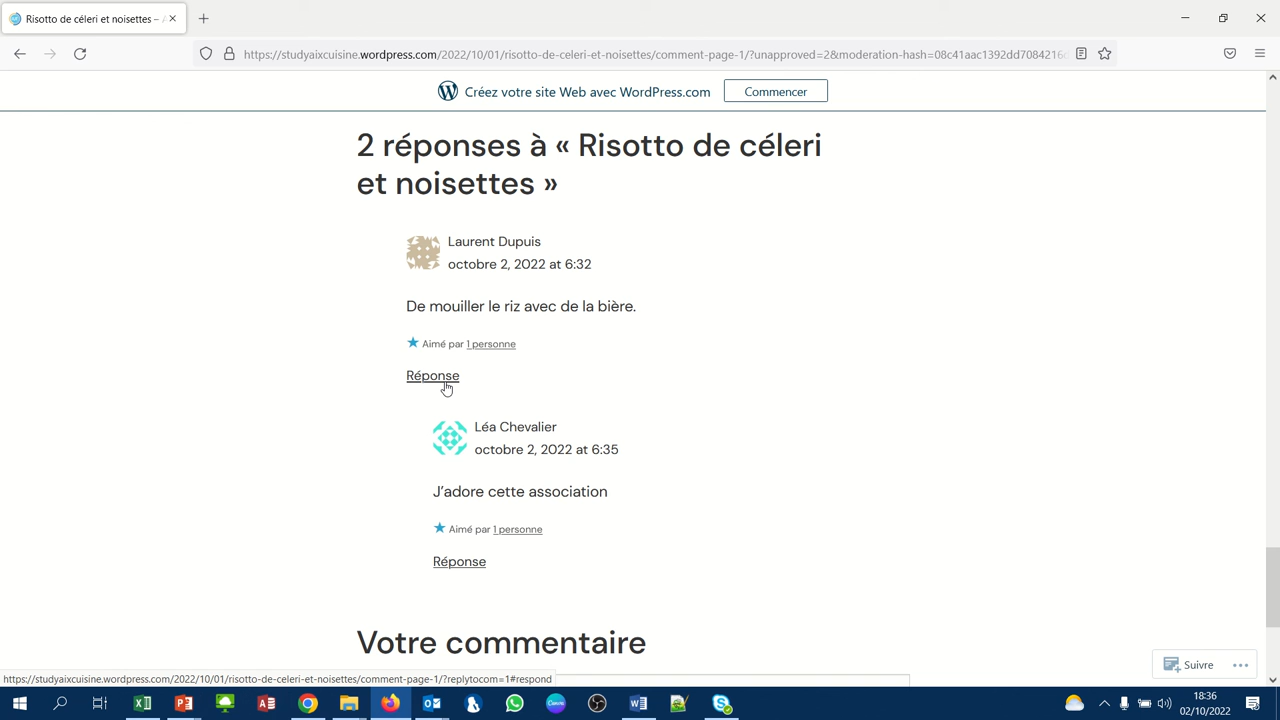 Risotto de céleri et noisettes –
https://studyaixcuisine.wordpress.com/2022/10/01/risotto-de-celeri-et-noisettes/comment-page-1/?unapproved=2&moderation-hash=08c41aac1392dd7084216d
Créez votre site Web avec WordPress.com
Commencer
2 réponses à « Risotto de céleri
et noisettes »
Laurent Dupuis
octobre 2, 2022 at 6:32
De mouiller le riz avec de la bière.
Aimé par 1 personne
Réponse
Léa Chevalier
octobre 2, 2022 at 6:35
J’adore cette association
Aimé par 1 personne
Réponse
Votre commentaire
Suivre
https://studyaixcuisine.wordpress.com/2022/10/01/risotto-de-celeri-et-noisettes/comment-page-1/?replytocom=1#respond
18:36
02/10/2022